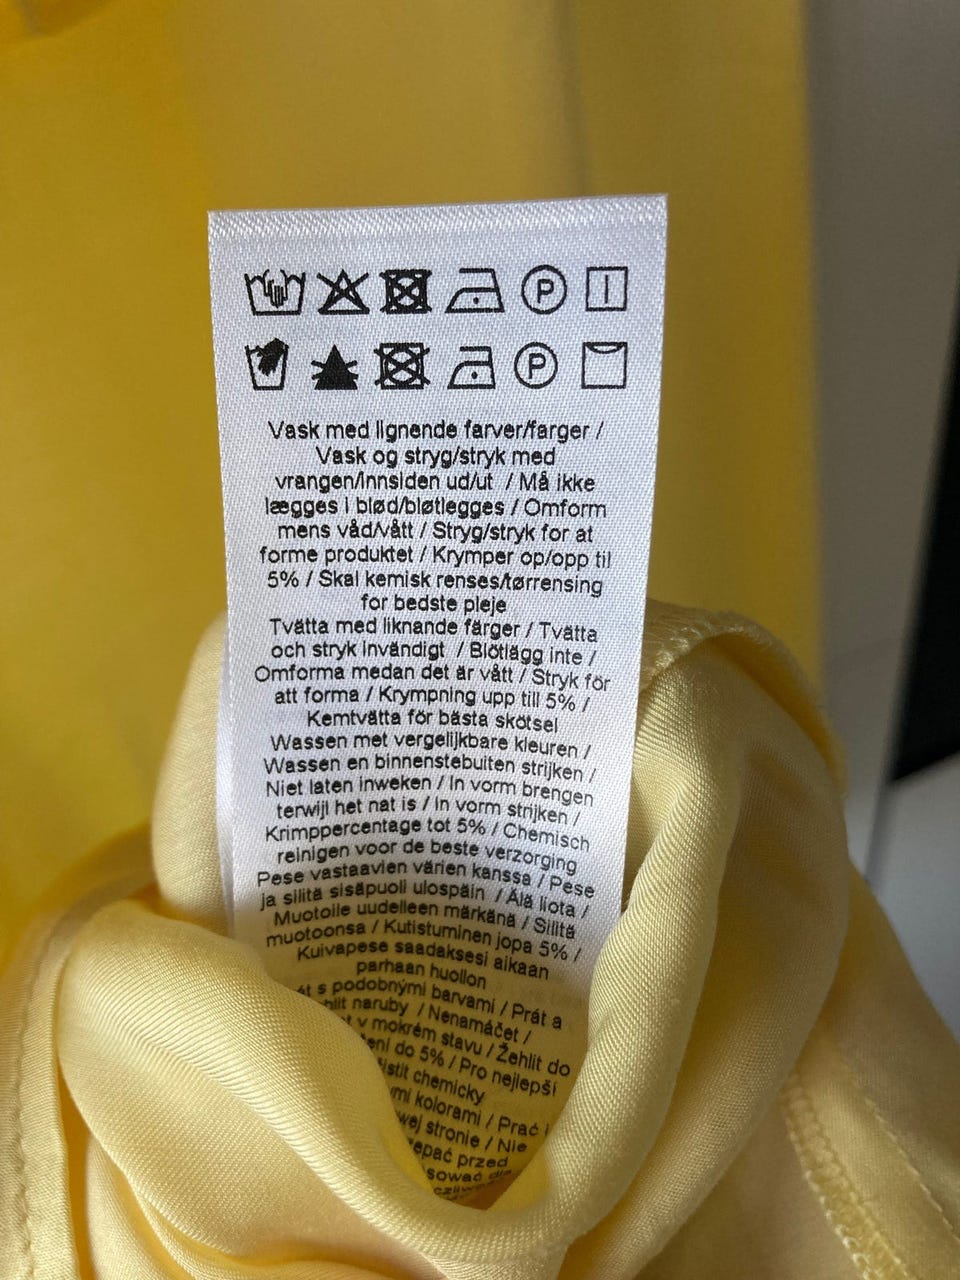 P
P
Vask med lignende farver/farger /
Vask og stryg/stryk med
vrangen/innsiden ud/ut / Må ikke
lægges i blød/bløtlegges / Omform
mens våd/vått / Stryg/stryk for at
forme produktet / Krymper op/opp til
5% / Skal kemisk renses/tørrensing
for bedste pleje
Tvätta med liknande färger / Tvätta
och stryk invändigt / Blötlägg inte /
Omforma medan det är vått / Stryk för
att forma / Krympning upp till 5% /
Kemtvätta för bästa skötsel
Wassen met vergelijkbare kleuren /
Wassen en binnenstebuiten strijken /
Niet laten inweken / In vorm brengen
terwijl het nat is / In vorm strijken /
Krimppercentage tot 5% / Chemisch
reinigen voor de beste verzorging
Pese vastaavien värien kanssa / Pese
ja silitä sisäpuoli ulospäin / Älä liota /
Muotoile uudelleen märkänä / Silitä
muotoonsa / Kutistuminen jopa 5% /
Kuivapese saadaksesi aikaan
parhaan huollon
s podobnými barvami / Prát a
naruby / Nenamáčet /
v mokrém stavu / Žehlit do
do 5% / Pro nejlepší
chemicky
kolorami / Prać
stronie / Nie
przed